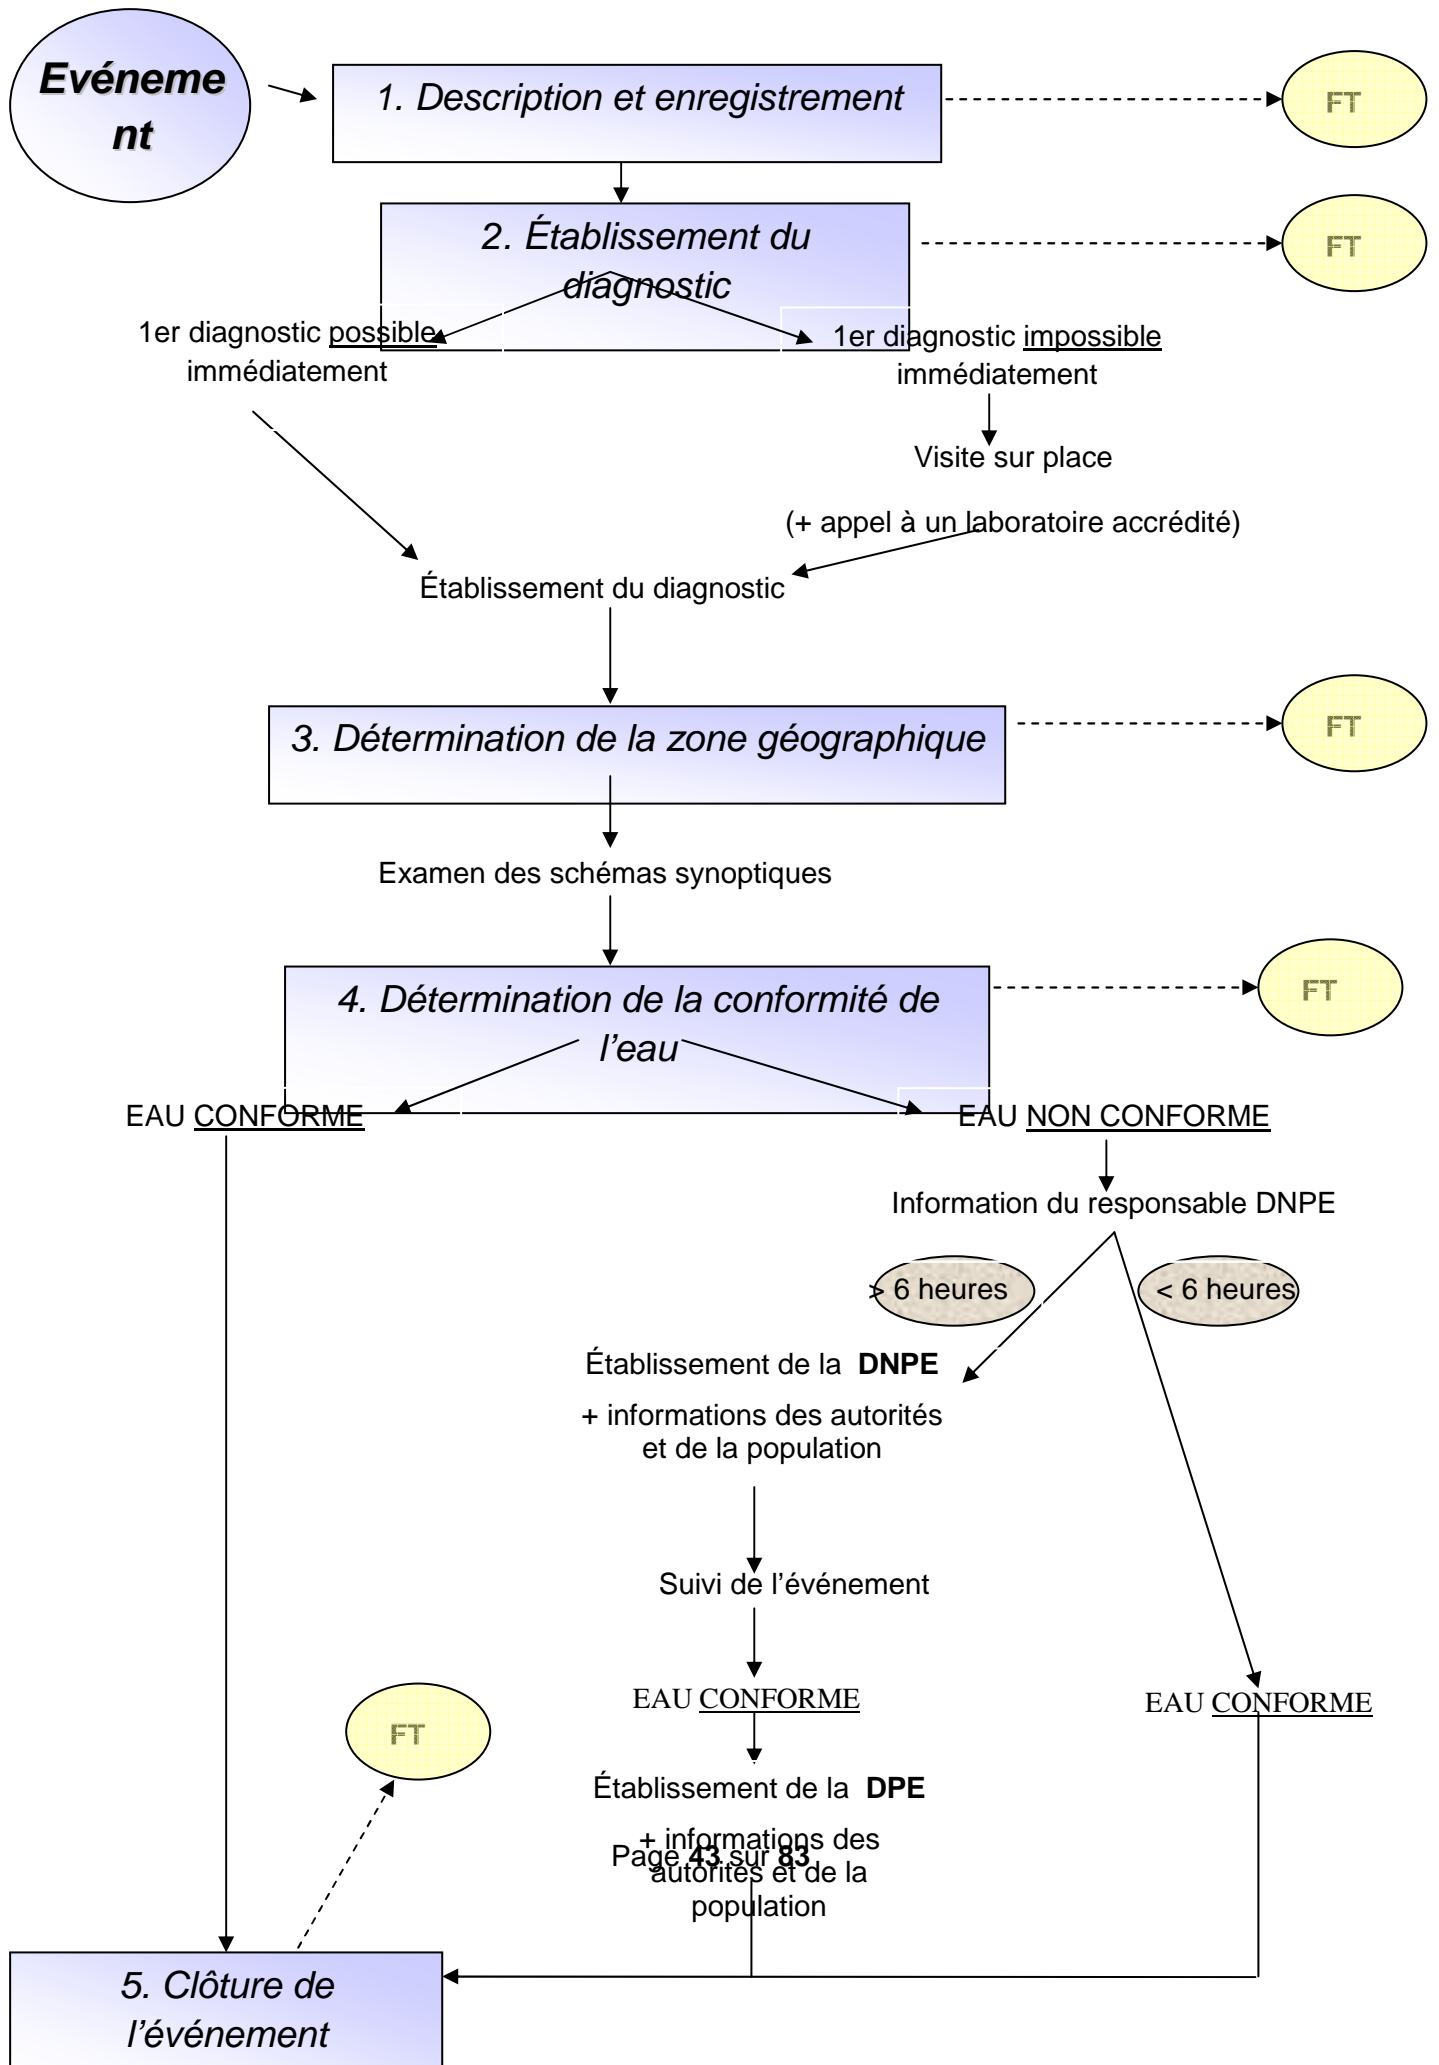 Evéneme
nt
1. Description et enregistrement
FT
2. Établissement du
diagnostic
FT
1er diagnostic possible
immédiatement
1er diagnostic impossible
immédiatement
Visite sur place
(+ appel à un laboratoire accrédité)
Établissement du diagnostic
3. Détermination de la zone géographique
FT
Examen des schémas synoptiques
4. Détermination de la conformité de
l'eau
FT
EAU CONFORME
EAU NON CONFORME
Information du responsable DNPE
> 6 heures
< 6 heures
Établissement de la DNPE
+ informations des autorités
et de la population
Suivi de l'événement
EAU CONFORME
EAU CONFORME
FT
Établissement de la DPE
+ informations des
autorités et de la
population
Page 43 sur 83
5. Clôture de
l'événement